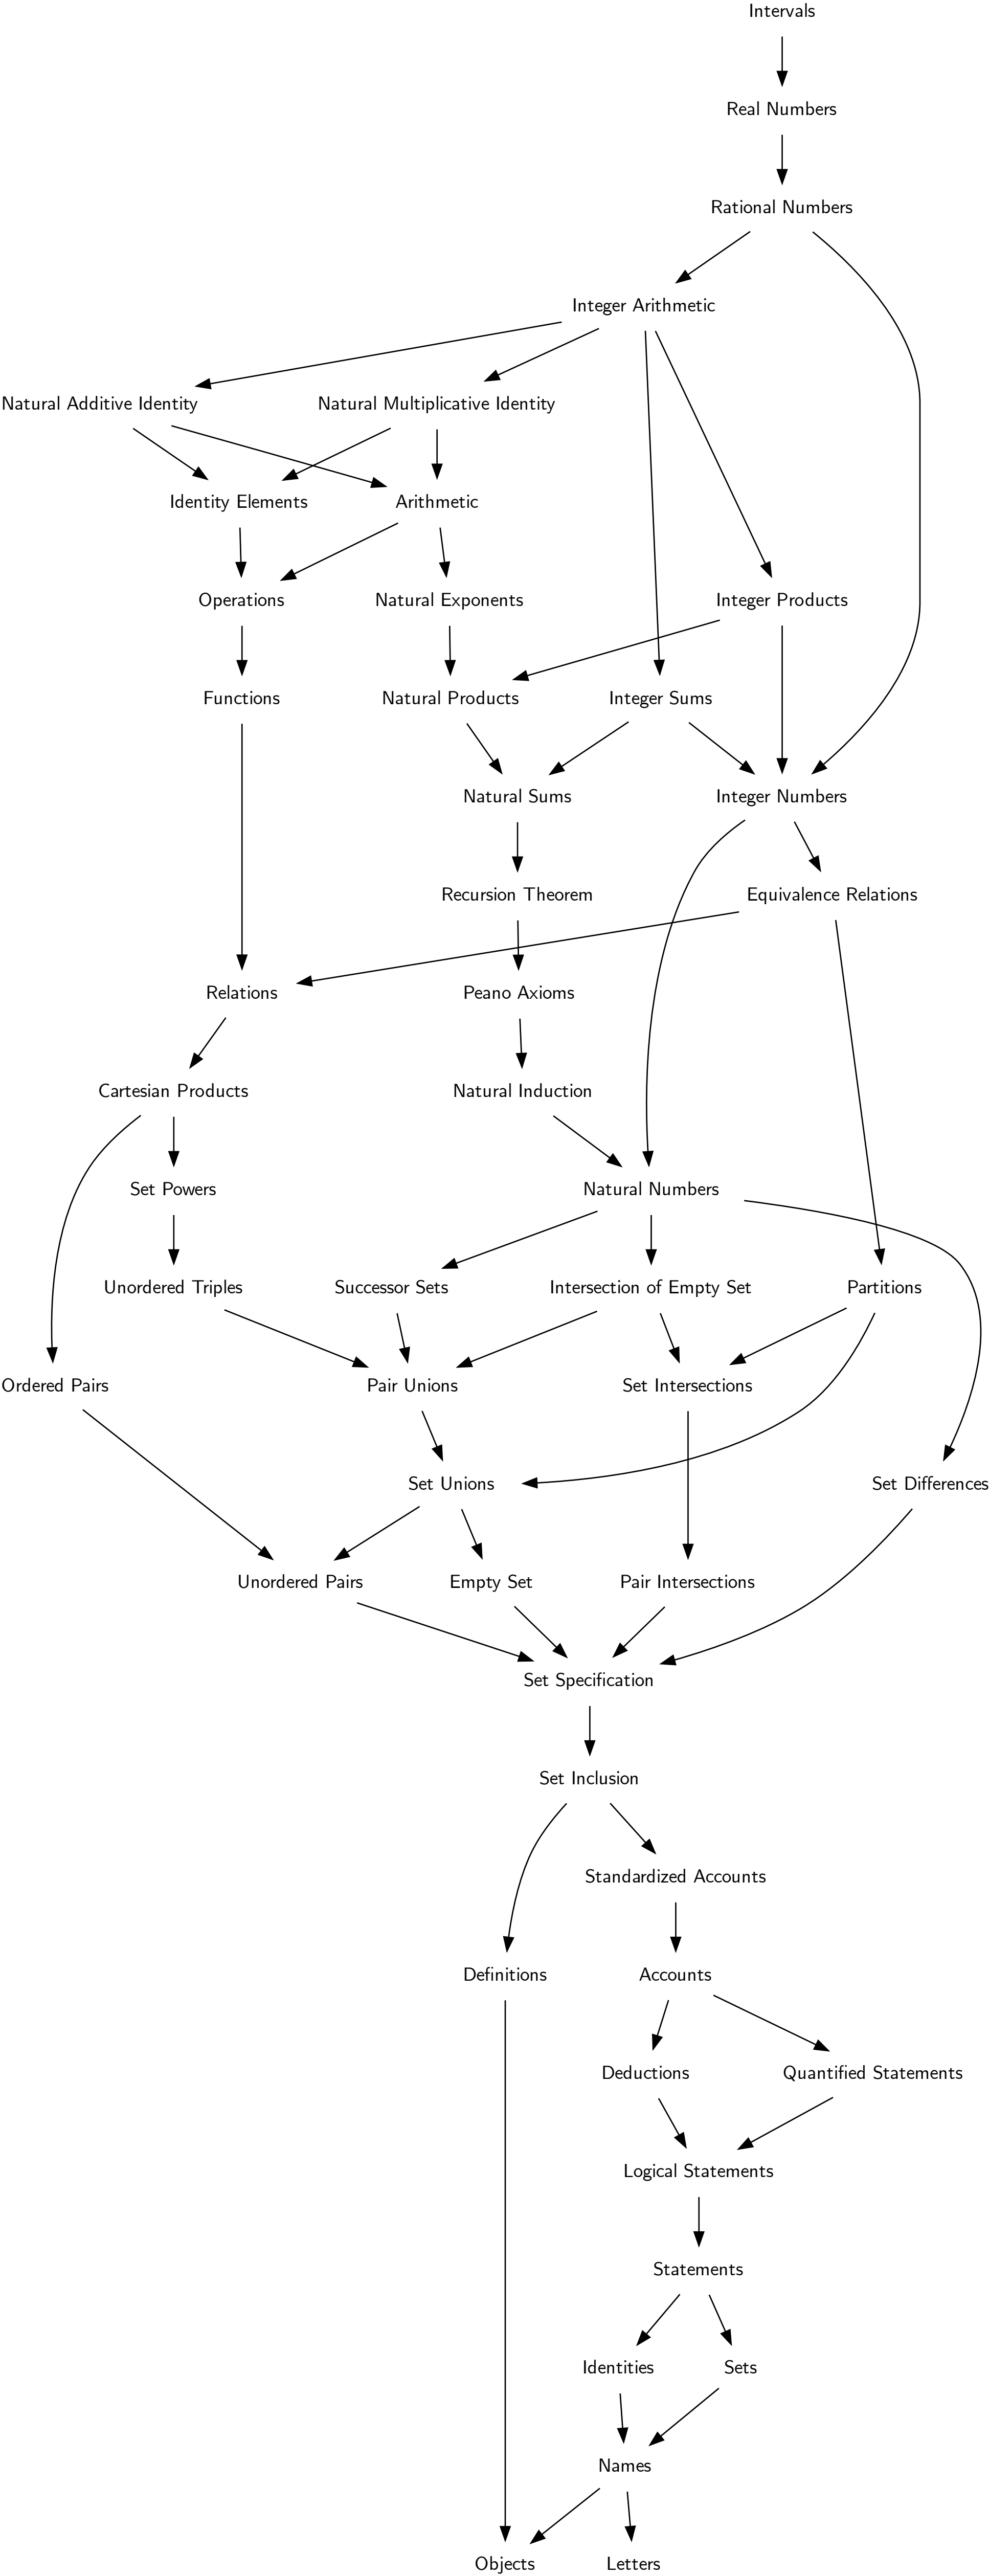 Intervals
Real Numbers
Rational Numbers
Integer Arithmetic
Natural Additive Identity
Natural Multiplicative Identity
Identity Elements
Arithmetic
Operations
Natural Exponents
Integer Products
Functions
Natural Products
Integer Sums
Natural Sums
Integer Numbers
Recursion Theorem
Equivalence Relations
Relations
Peano Axioms
Cartesian Products
Natural Induction
Set Powers
Natural Numbers
Unordered Triples
Successor Sets
Intersection of Empty Set
Partitions
Ordered Pairs
Pair Unions
Set Intersections
Set Unions
Set Differences
Unordered Pairs
Empty Set
Pair Intersections
Set Specification
Set Inclusion
Standardized Accounts
Definitions
Accounts
Deductions
Quantified Statements
Logical Statements
Statements
Identities
Sets
Names
Objects
Letters